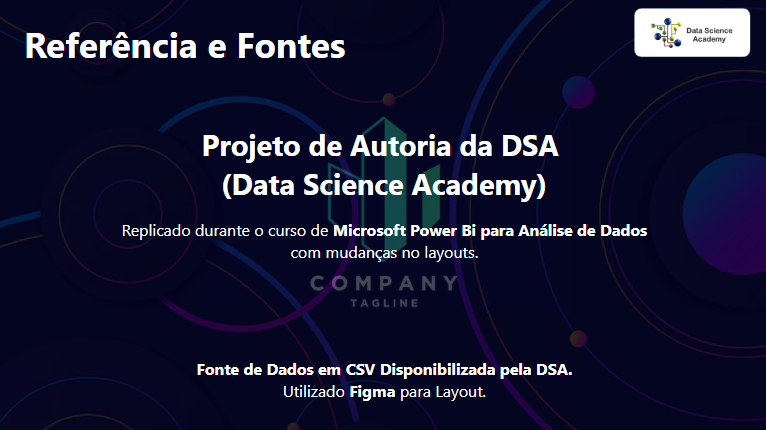 Referência e Fontes
Data Science
Academy
Projeto de Autoria da DSA
(Data Science Academy)
Replicado durante o curso de Microsoft Power Bi para Análise de Dados
com mudanças no layouts.
COMPANY
TAGLINE
Fonte de Dados em CSV Disponibilizada pela DSA.
Utilizado Figma para Layout.